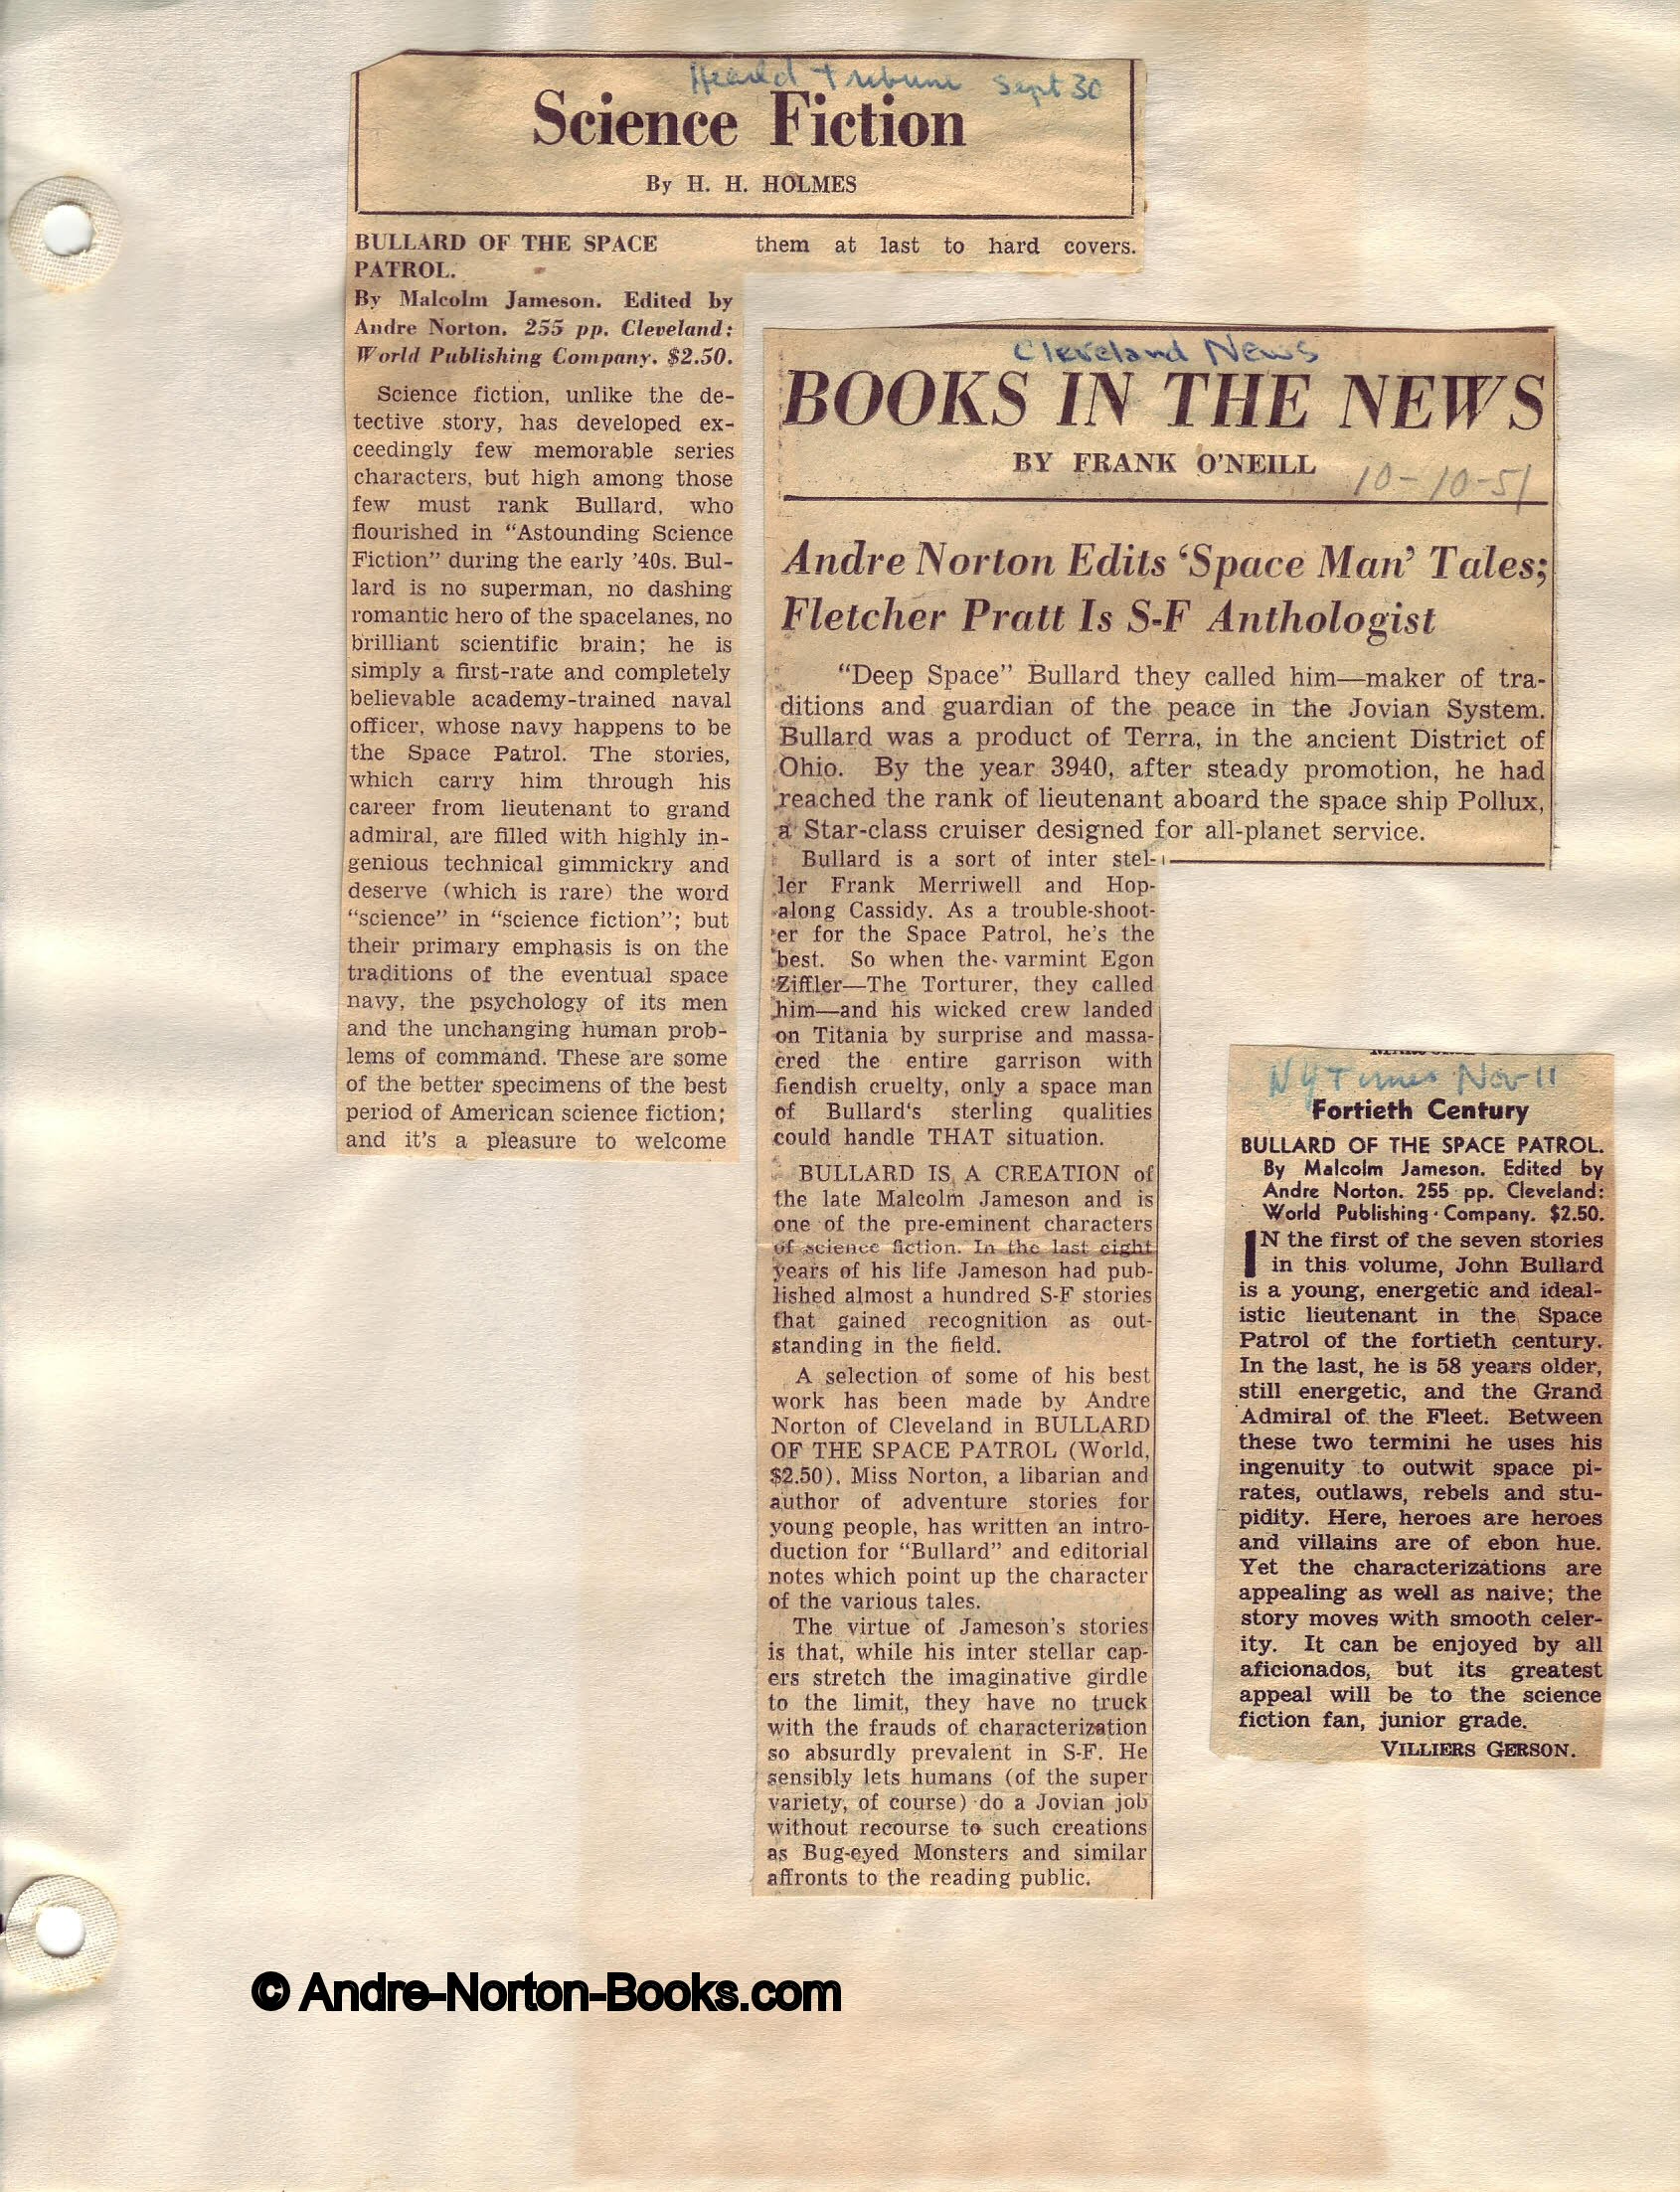 Herald Tribune Sept 30
Science Fiction
By H. H. HOLMES
BULLARD OF THE SPACE
PATROL.
By Malcolm Jameson. Edited by
Andre Norton. 255 pp. Cleveland:
World Publishing Company. $2.50.
Science fiction, unlike the de-
tective story, has developed ex-
ceedingly few memorable series
characters, but high among those
few must rank Bullard, who
flourished in “Astounding Science
Fiction” during the early ’40s. Bul-
lard is no superman, no dashing
romantic hero of the spacelanes, no
brilliant scientific brain; he is
simply a first-rate and completely
believable academy-trained naval
officer, whose navy happens to be
the Space Patrol. The stories,
which carry him through his
career from lieutenant to grand
admiral, are filled with highly in-
genious technical gimmickry and
deserve (which is rare) the word
“science” in “science fiction”; but
their primary emphasis is on the
traditions of the eventual space
navy, the psychology of its men
and the unchanging human prob-
lems of command. These are some
of the better specimens of the best
period of American science fiction;
and it's a pleasure to welcome
them at last to hard covers.
Cleveland News
BOOKS IN THE NEWS
BY FRANK O'NEILL
10-10-51
Andre Norton Edits ‘Space Man’ Tales;
Fletcher Pratt Is S-F Anthologist
“Deep Space” Bullard they called him—maker of tra-
ditions and guardian of the peace in the Jovian System.
Bullard was a product of Terra, in the ancient District of
Ohio. By the year 3940, after steady promotion, he had
reached the rank of lieutenant aboard the space ship Pollux,
a Star-class cruiser designed for all-planet service.
Bullard is a sort of inter stel-
ler Frank Merriwell and Hop-
along Cassidy. As a trouble-shoot-
er for the Space Patrol, he's the
best. So when the varmint Egon
Ziffler—The Torturer, they called
him—and his wicked crew landed
on Titania by surprise and massa-
cred the entire garrison with
fiendish cruelty, only a space man
of Bullard‘s sterling qualities
could handle THAT situation.
BULLARD IS A CREATION of
the late Malcolm Jameson and is
one of the pre-eminent characters
of science fiction. In the last eight
years of his life Jameson had pub-
lished almost a hundred S-F stories
that gained recognition as out-
standing in the field.
A selection of some of his best
work has been made by Andre
Norton of Cleveland in BULLARD
OF THE SPACE PATROL (World,
$2.50). Miss Norton, a libarian and
author of adventure stories for
young people, has written an intro-
duction for “Bullard” and editorial
notes which point up the character
of the various tales.
The virtue of Jameson's stories
is that, while his inter stellar cap-
ers stretch the imaginative girdle
to the limit, they have no truck
with the frauds of characterization
so absurdly prevalent in S-F. He
sensibly lets humans (of the super
variety, of course) do a Jovian job
without recourse to such creations
as Bug-eyed Monsters and similar
affronts to the reading public.
NY Times Nov 11
Fortieth Century
BULLARD OF THE SPACE PATROL.
By Malcolm Jameson. Edited by
Andre Norton. 255 pp. Cleveland:
World Publishing Company. $2.50.
IN the first of the seven stories
in this volume, John Bullard
is a young, energetic and ideal-
istic lieutenant in the Space
Patrol of the fortieth century.
In the last, he is 58 years older,
still energetic, and the Grand
Admiral of the Fleet. Between
these two termini he uses his
ingenuity to outwit space pi-
rates, outlaws, rebels and stu-
pidity. Here, heroes are heroes
and villains are of ebon hue.
Yet the characterizations are
appealing as well as naive; the
story moves with smooth celer-
ity. It can be enjoyed by all
aficionados, but its greatest
appeal will be to the science
fiction fan, junior grade.
VILLIERS GERSON.
© Andre-Norton-Books.com